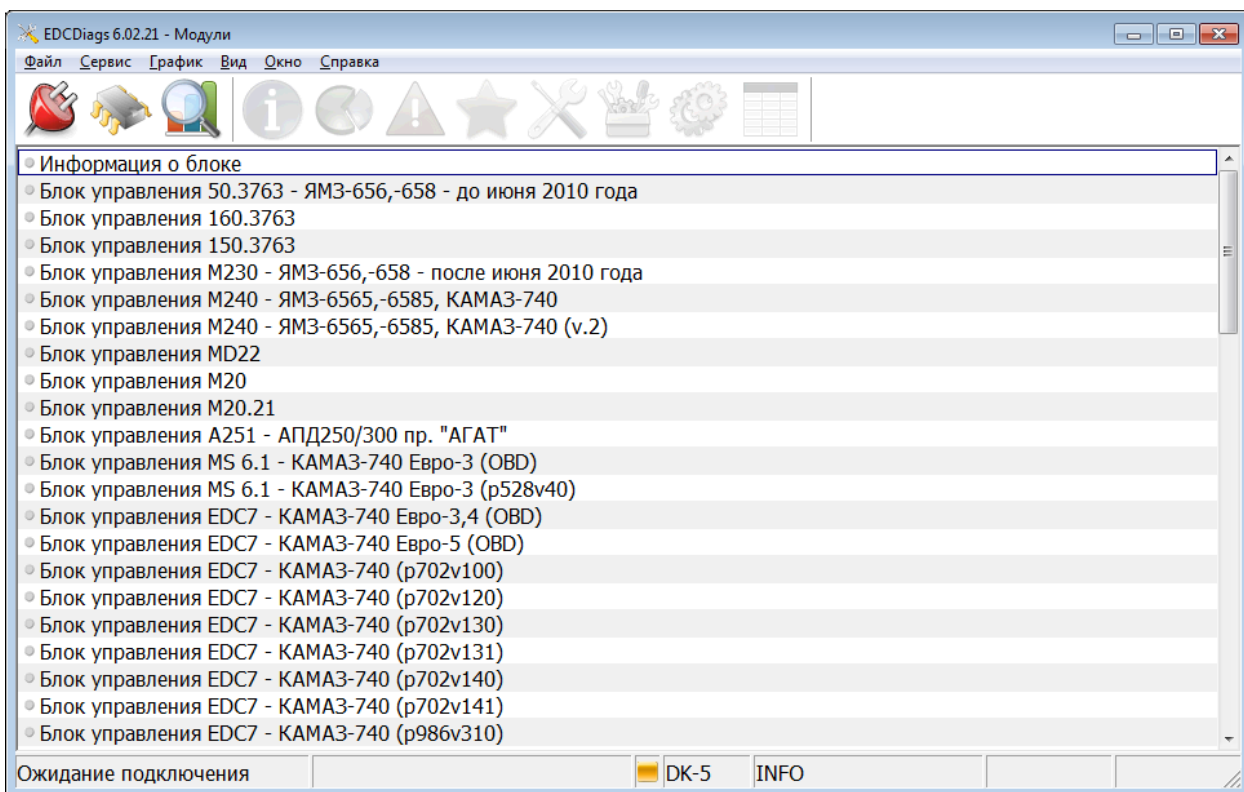 EDCDiags 6.02.21 - Модули
Файл Сервис График Вид Окно Справка
Информация о блоке
Блок управления 50.3763 - ЯМЗ-656,-658 - до июня 2010 года
Блок управления 160.3763
Блок управления 150.3763
Блок управления М230 - ЯМЗ-656,-658 - после июня 2010 года
Блок управления М240 - ЯМЗ-6565,-6585, КАМАЗ-740
Блок управления М240 - ЯМЗ-6565,-6585, КАМАЗ-740 (v.2)
Блок управления MD22
Блок управления М20
Блок управления М20.21
Блок управления А251 - АПД250/300 пр. "АГАТ"
Блок управления MS 6.1 - КАМАЗ-740 Евро-3 (OBD)
Блок управления MS 6.1 - КАМАЗ-740 Евро-3 (p528v40)
Блок управления EDC7 - КАМАЗ-740 Евро-3,4 (OBD)
Блок управления EDC7 - КАМАЗ-740 Евро-5 (OBD)
Блок управления EDC7 - КАМАЗ-740 (p702v100)
Блок управления EDC7 - КАМАЗ-740 (p702v120)
Блок управления EDC7 - КАМАЗ-740 (p702v130)
Блок управления EDC7 - КАМАЗ-740 (p702v131)
Блок управления EDC7 - КАМАЗ-740 (p702v140)
Блок управления EDC7 - КАМАЗ-740 (p702v141)
Блок управления EDC7 - КАМАЗ-740 (p986v310)
Ожидание подключения DK-5 INFO